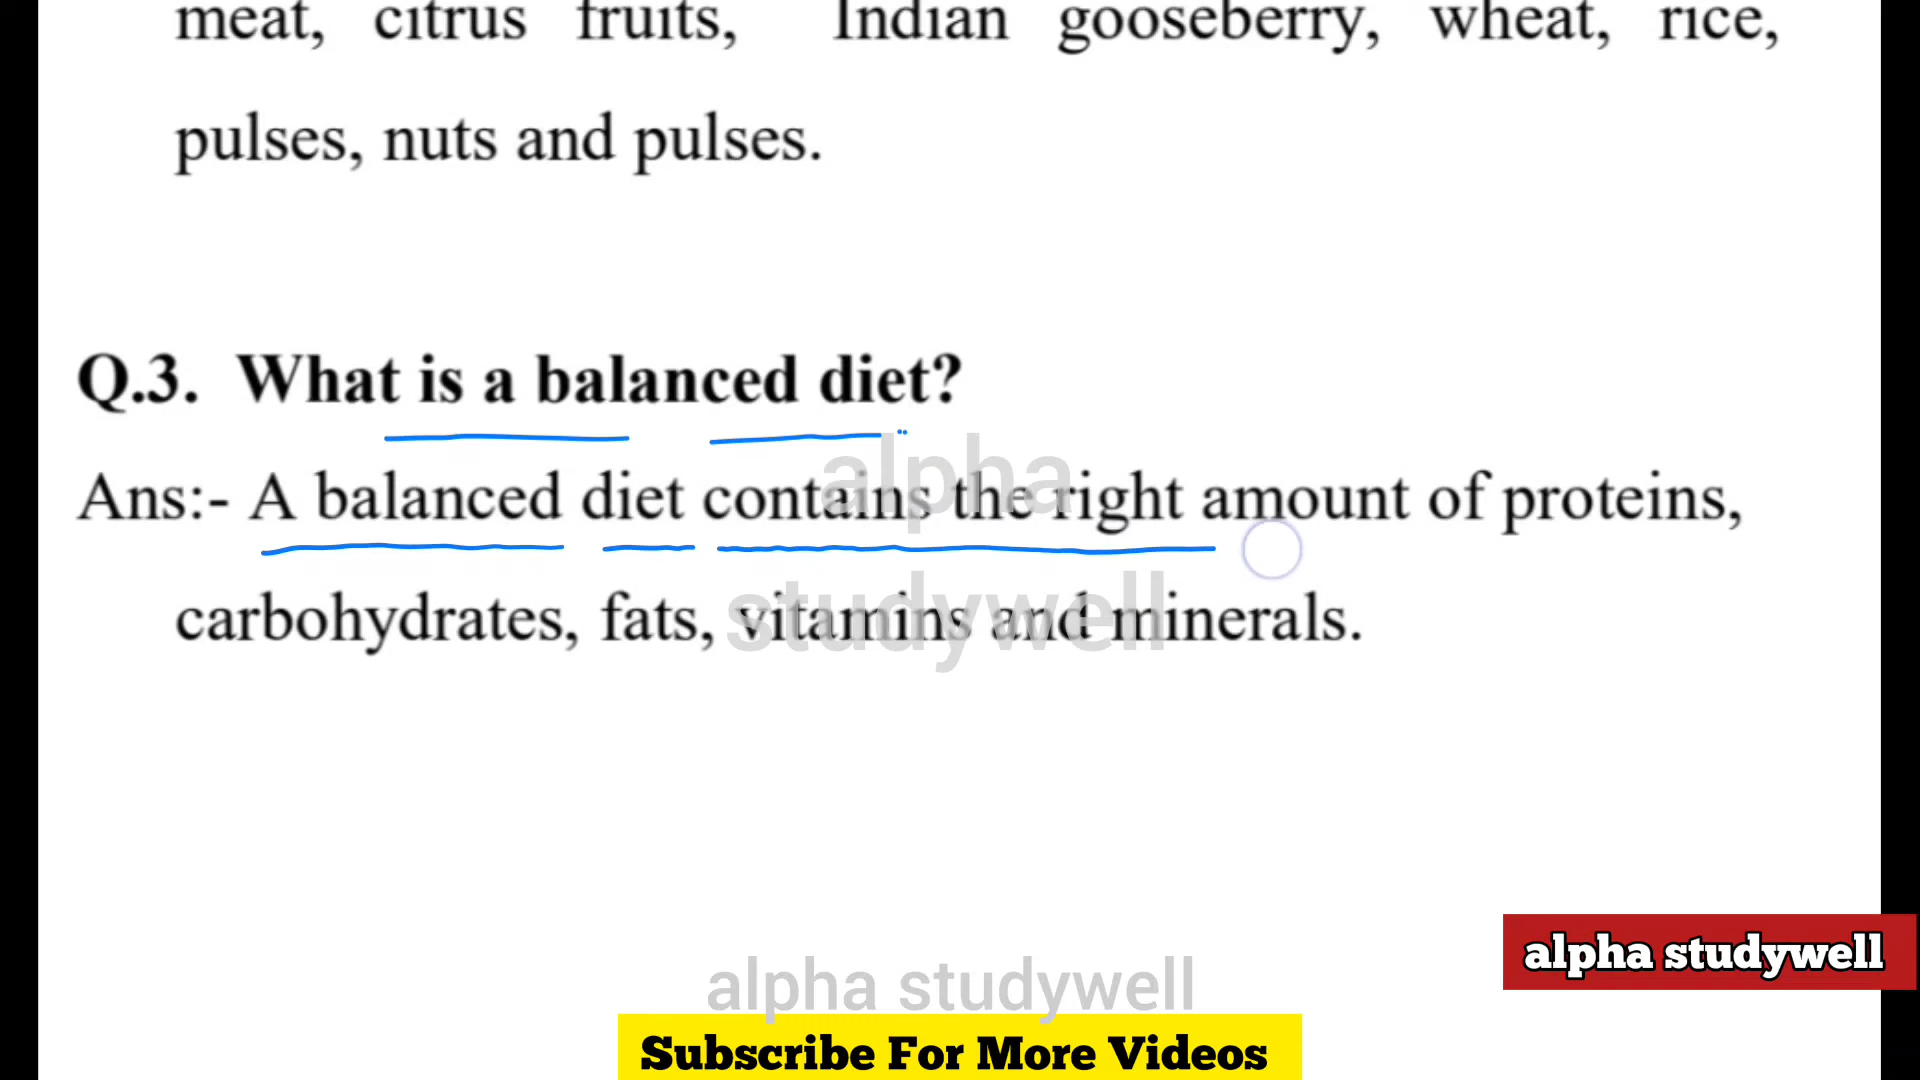 meat, citrus fruits, Indian gooseberry, wheat, rice,
pulses, nuts and pulses.
Q.3. What is a balanced diet?
Ans:- A balanced diet contains the right amount of proteins,
carbohydrates, fats, vitamins and minerals.
alpha
studywell
alpha studywell
alpha studywell
Subscribe For More Videos